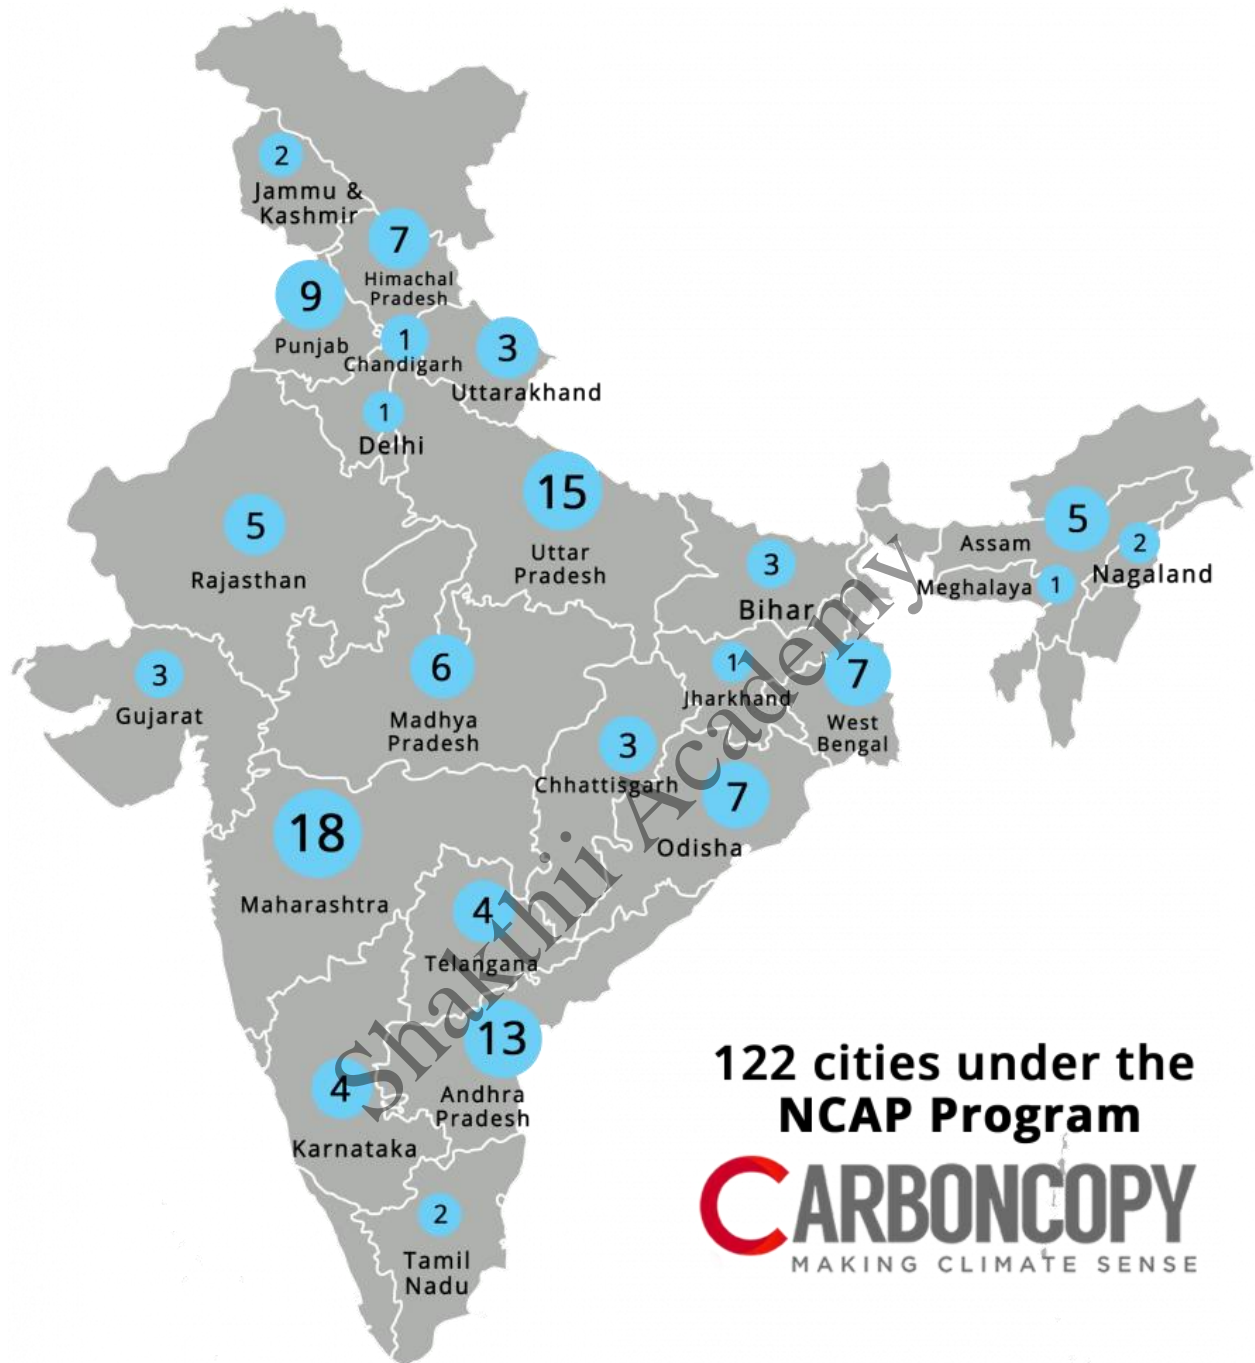 2
Jammu &
Kashmir
7
Himachal
Pradesh
9
Punjab
1
Chandigarh
3
Uttarakhand
1
Delhi
15
Uttar
Pradesh
5
Rajasthan
3
Bihar
5
Assam
2
Nagaland
1
Meghalaya
3
Gujarat
6
Madhya
Pradesh
1
Jharkhand
7
West
Bengal
3
Chhattisgarh
7
Odisha
18
Maharashtra
4
Telangana
13
Andhra
Pradesh
4
Karnataka
2
Tamil
Nadu
Shakthii Academy
122 cities under the
NCAP Program
CARBONCOPY
MAKING CLIMATE SENSE